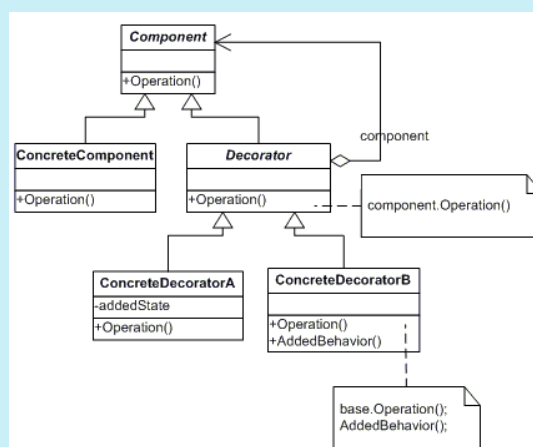 Component
+Operation()
component
ConcreteComponent
+Operation()
Decorator
+Operation()
component.Operation()
ConcreteDecoratorA
-addedState
+Operation()
ConcreteDecoratorB
+Operation()
+AddedBehavior()
base.Operation();
AddedBehavior();